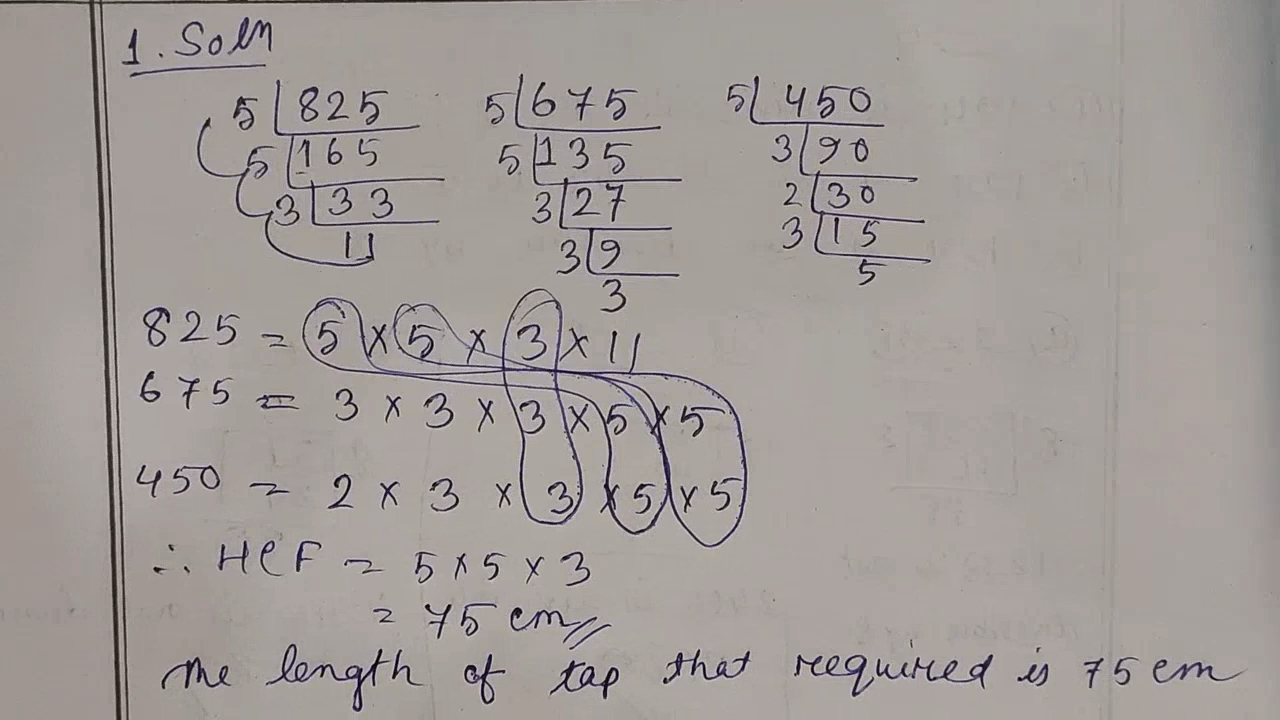 1. Soln
5 825 5 675 5 450
5 165 5 135 3 90
3 33 3 27 2 30
11 3 9 3 15
3 5
825 = 5 × 5 × 3 × 11
675 = 3 × 3 × 3 × 5 × 5
450 = 2 × 3 × 3 × 5 × 5
∴ HCF = 5 × 5 × 3
= 75 cm
The length of tap that required is 75 cm